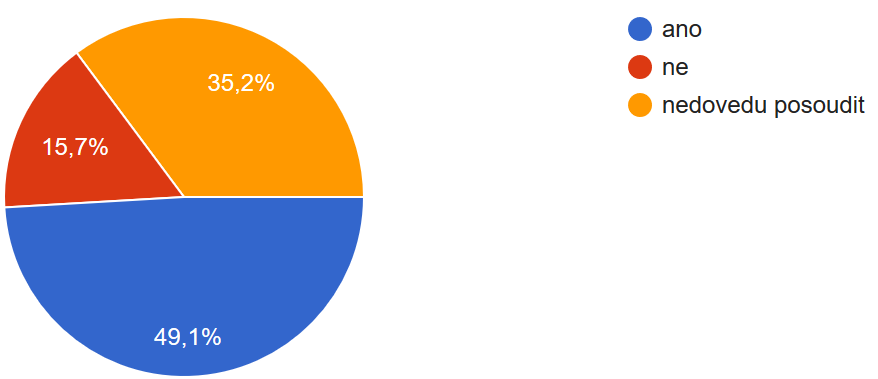 ano
ne
nedovedu posoudit
35,2%
15,7%
49,1%